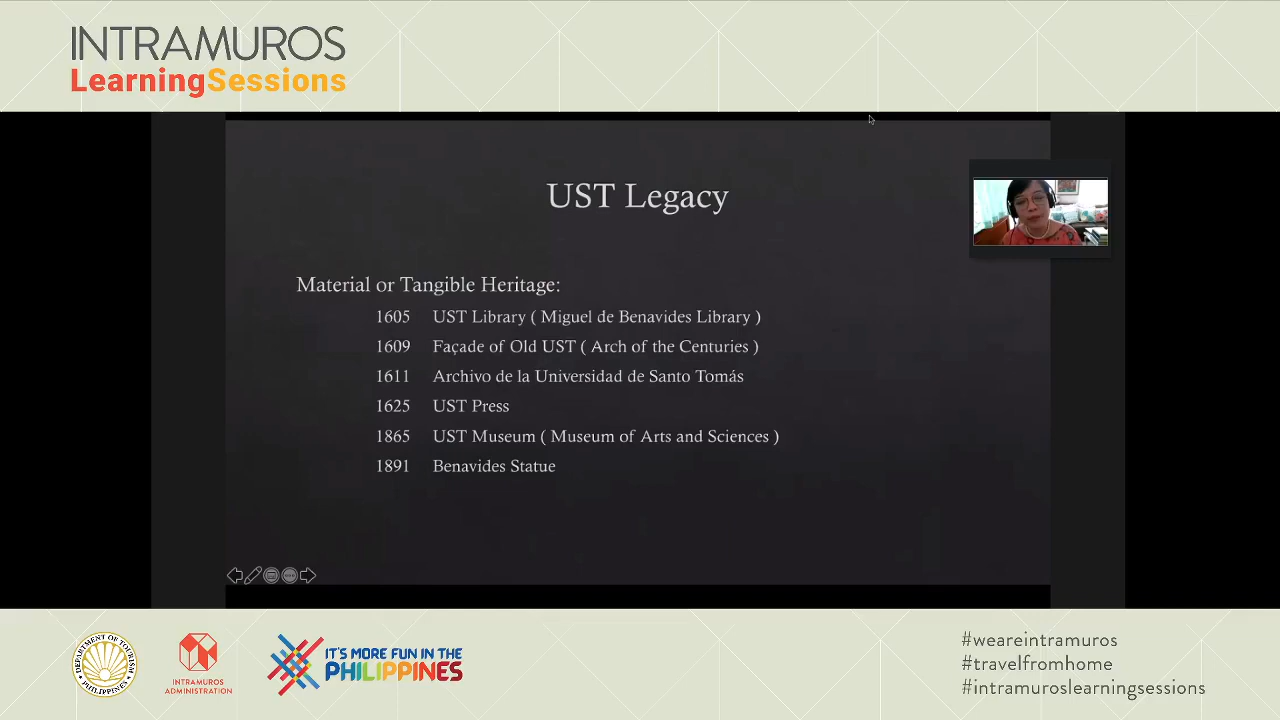 INTRAMUROS
LearningSessions
UST Legacy
Material or Tangible Heritage:
1605 UST Library ( Miguel de Benavides Library )
1609 Façade of Old UST ( Arch of the Centuries )
1611 Archivo de la Universidad de Santo Tomás
1625 UST Press
1865 UST Museum ( Museum of Arts and Sciences )
1891 Benavides Statue
DEPARTMENT OF TOURISM
PHILIPPINES
INTRAMUROS
ADMINISTRATION
IT'S MORE FUN IN THE
PHILIPPINES
#weareintramuros
#travelfromhome
#intramuroslearningsessions